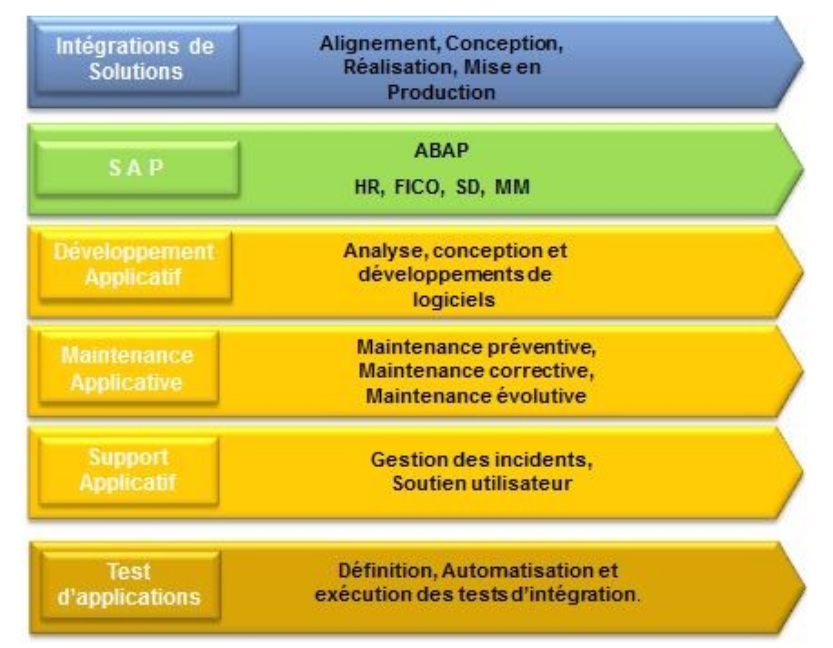 Intégrations de
Solutions
Alignement, Conception,
Réalisation, Mise en
Production
S A P
ABAP
HR, FICO, SD, MM
Développement
Applicatif
Analyse, conception et
développements de
logiciels
Maintenance
Applicative
Maintenance préventive,
Maintenance corrective,
Maintenance évolutive
Support
Applicatif
Gestion des incidents,
Soutien utilisateur
Test
d'applications
Définition, Automatisation et
exécution des tests d'intégration.